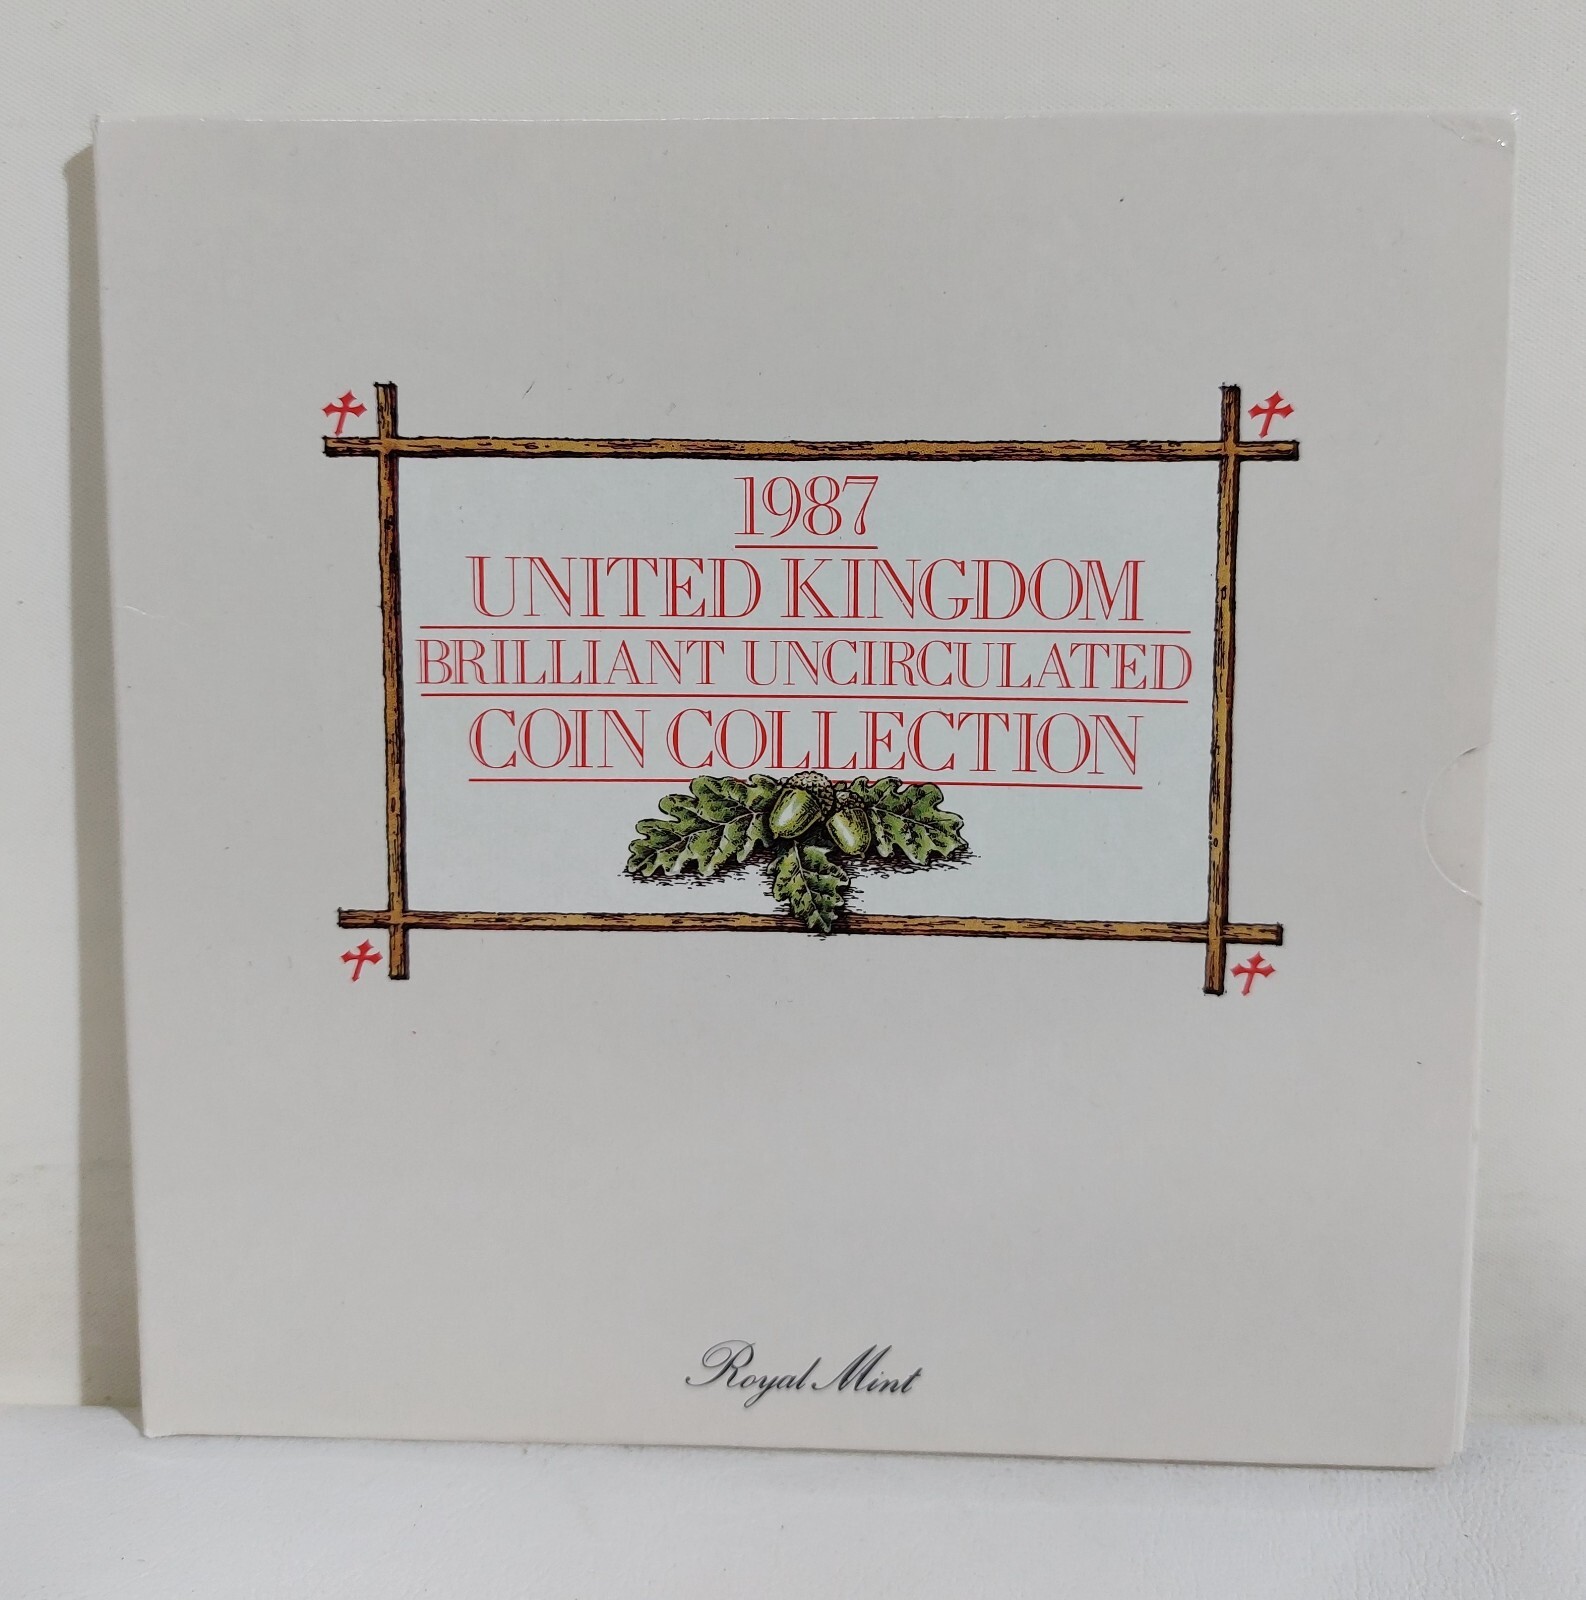 1987
UNITED KINGDOM
BRILLIANT UNCIRCULATED
COIN COLLECTION
Royal Mint